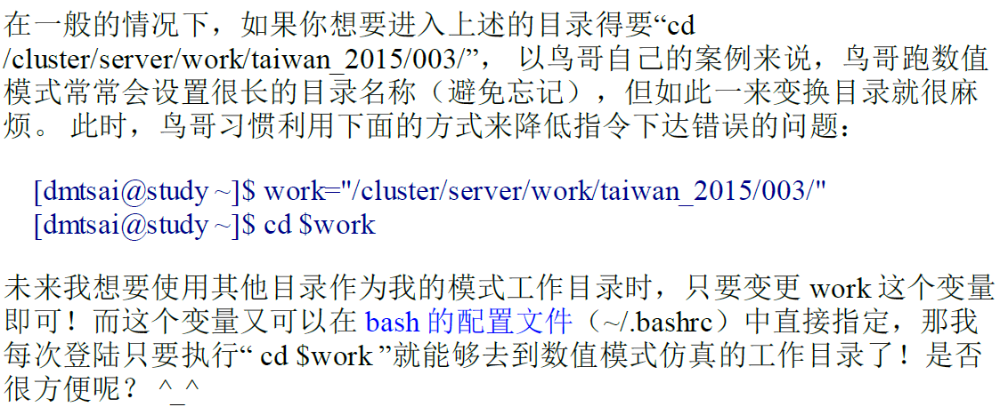 在一般的情况下，如果你想要进入上述的目录得要“cd
/cluster/server/work/taiwan_2015/003/”， 以鸟哥自己的案例来说，鸟哥跑数值
模式常常会设置很长的目录名称（避免忘记），但如此一来变换目录就很麻
烦。 此时，鸟哥习惯利用下面的方式来降低指令下达错误的问题：
[dmtsai@study ~]$ work="/cluster/server/work/taiwan_2015/003/"
[dmtsai@study ~]$ cd $work
未来我想要使用其他目录作为我的模式工作目录时，只要变更 work 这个变量
即可！而这个变量又可以在 bash 的配置文件（~/.bashrc）中直接指定，那我
每次登陆只要执行“ cd $work ”就能够去到数值模式仿真的工作目录了！是否
很方便呢？ ^_^